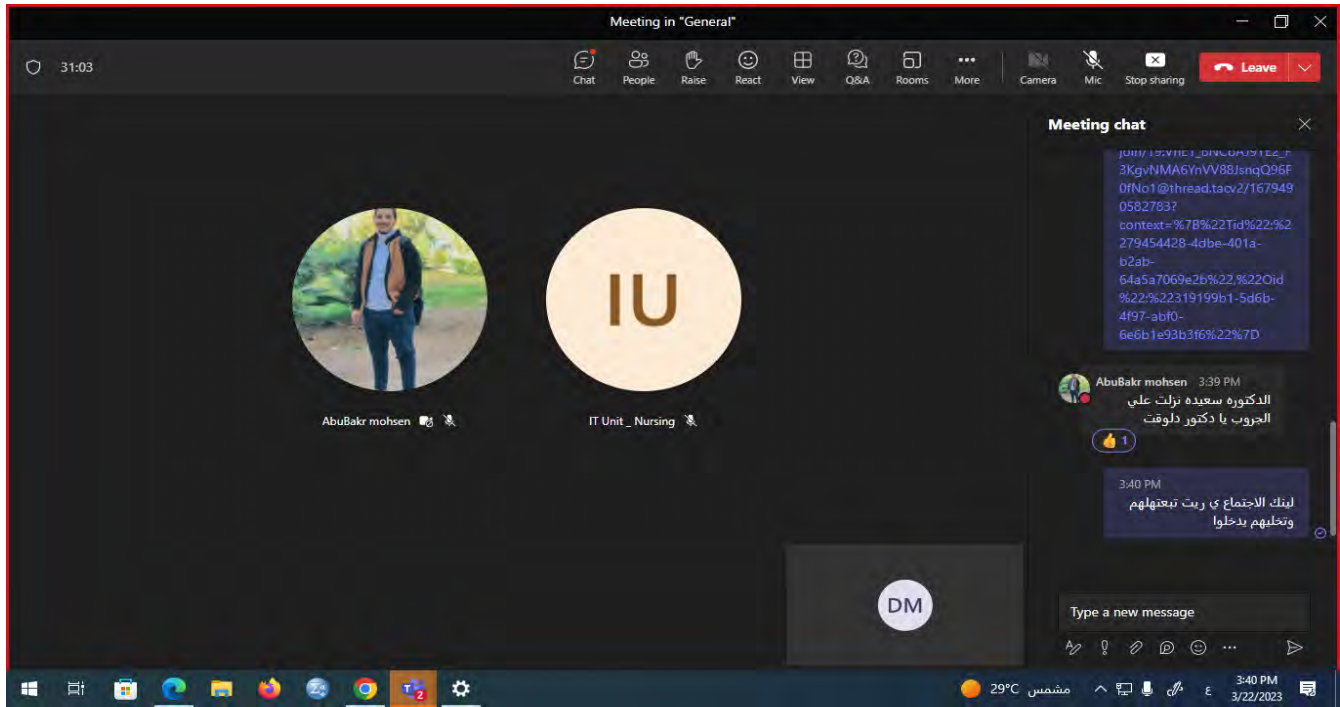 Meeting in "General"
31:03
Chat
People
Raise
React
View
Q&A
Rooms
More
Camera
Mic
Stop sharing
Leave
Meeting chat
3KgvNMA6YnVV88JsnqQ96F
0fNo1@thread.tacv2/167949
0582783?
context=%7B%22Tid%22:%2
279454428-4dbe-401a-
b2ab-
64a5a7069e2b%22,%22Oid
%22:%22319199b1-5d6b-
4f97-abf0-
6e6b1e93b3f6%22%7D
AbuBakr mohsen 3:39 PM
الدكتوره سعيده نزلت علي
الجروب يا دكتور دلوقت
1
3:40 PM
لينك الاجتماع ي ريت تبعتهلهم
وتخليهم يدخلوا
Type a new message
IU
AbuBakr mohsen
IT Unit _ Nursing
DM
2
29°C مشمس
ع
3:40 PM
3/22/2023